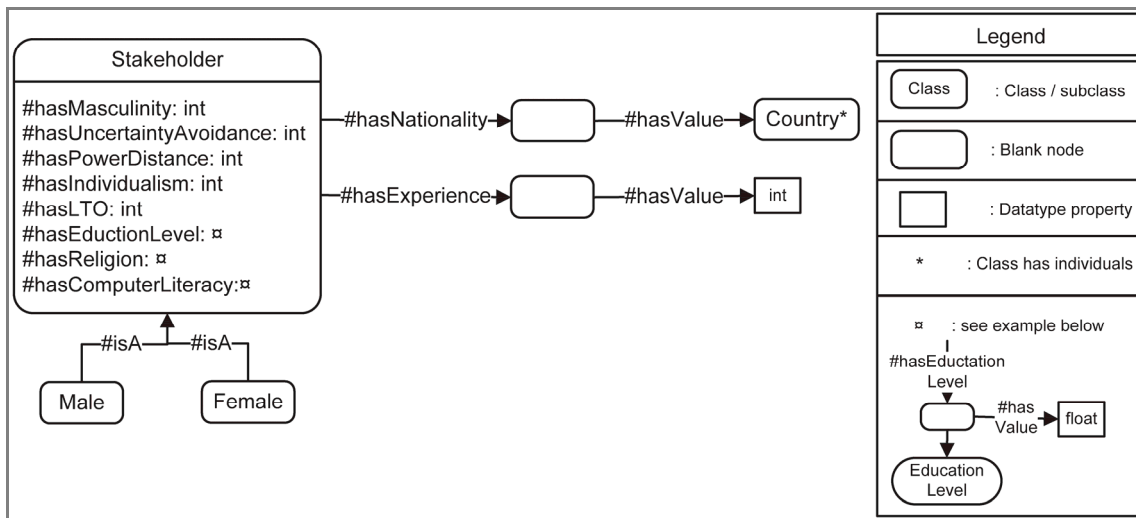 Stakeholder
#hasMasculinity: int
#hasUncertaintyAvoidance: int
#hasPowerDistance: int
#hasIndividualism: int
#hasLTO: int
#hasEductionLevel: ¤
#hasReligion: ¤
#hasComputerLiteracy:¤
#isA
#isA
Male
Female
#hasNationality
#hasValue
Country*
#hasExperience
#hasValue
int
Legend
Class
: Class / subclass
: Blank node
: Datatype property
*
: Class has individuals
¤
: see example below
#hasEductation
Level
#has
Value
float
Education
Level